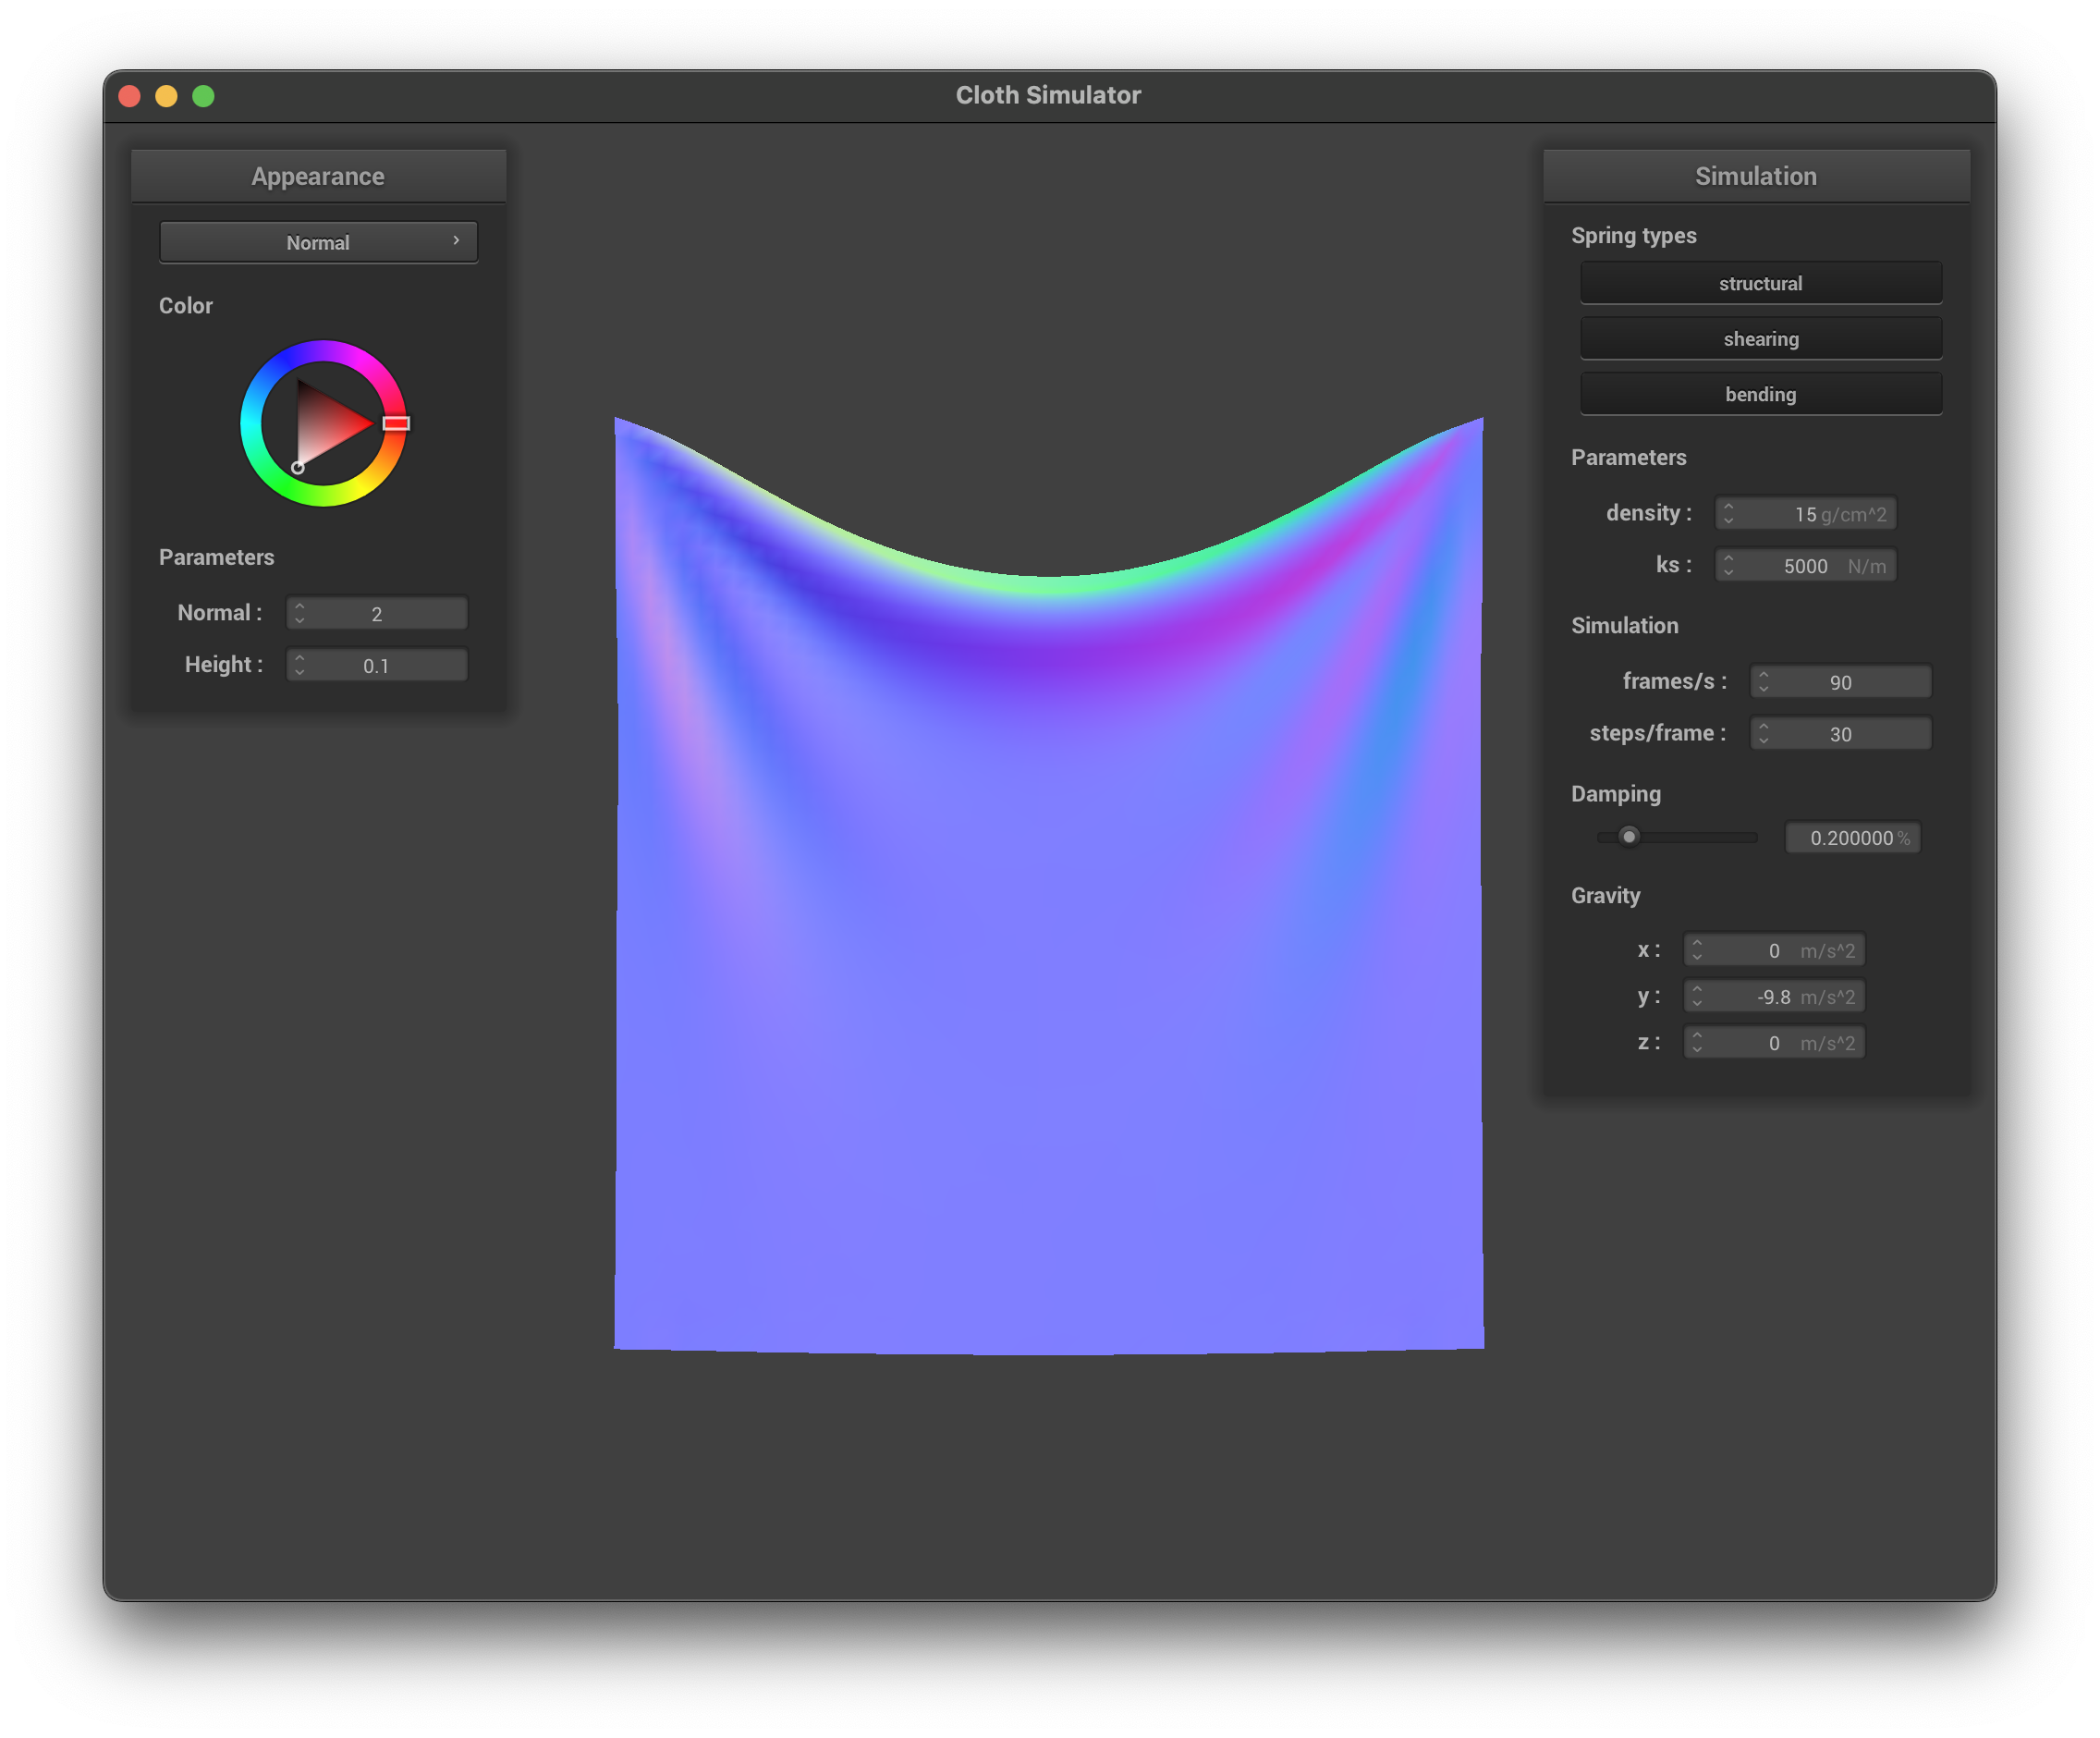 Cloth Simulator
Appearance
Normal
Color
Parameters
Normal : 2
Height : 0.1
Simulation
Spring types
structural
shearing
bending
Parameters
density : 15 g/cm^2
ks : 5000 N/m
Simulation
frames/s : 90
steps/frame : 30
Damping
0.200000 %
Gravity
x : 0 m/s^2
y : -9.8 m/s^2
z : 0 m/s^2